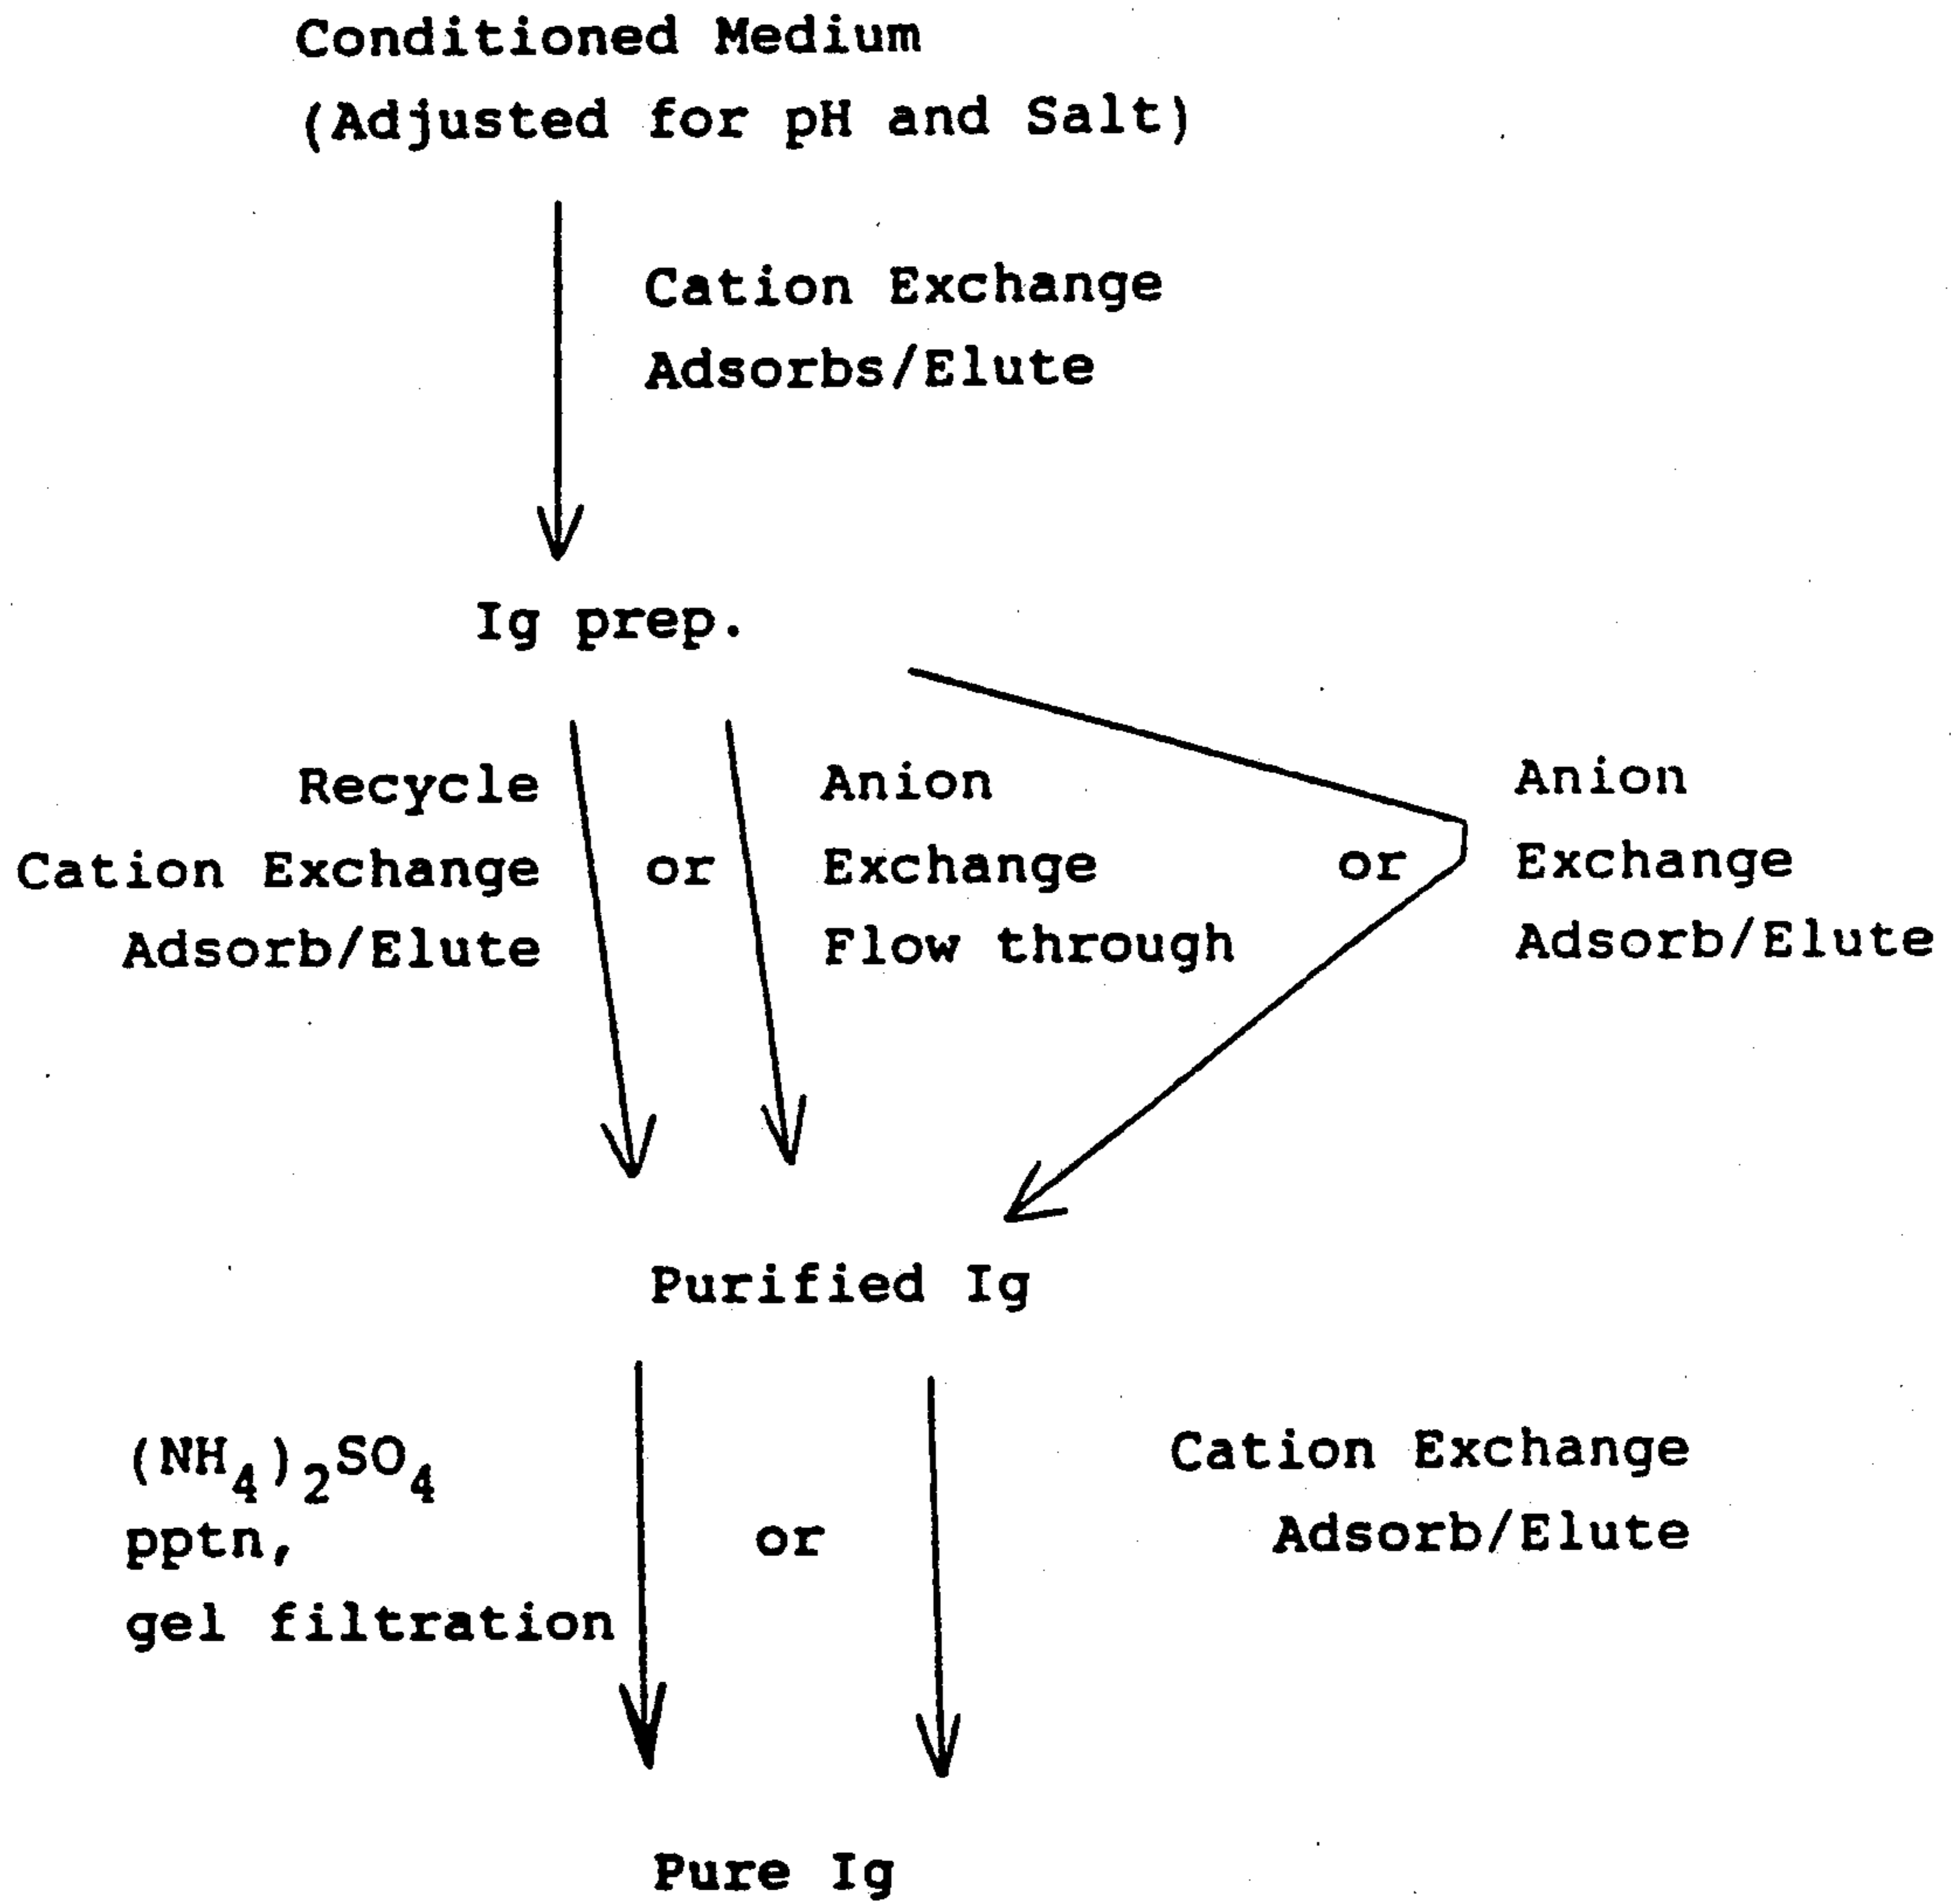 Conditioned Medium
(Adjusted for pH and Salt)
Cation Exchange
Adsorbs/Elute
Ig prep.
Recycle
Cation Exchange
Adsorb/Elute
or
Anion
Exchange
Flow through
or
Anion
Exchange
Adsorb/Elute
Purified Ig
(NH4)2SO4
pptn,
gel filtration
or
Cation Exchange
Adsorb/Elute
Pure Ig